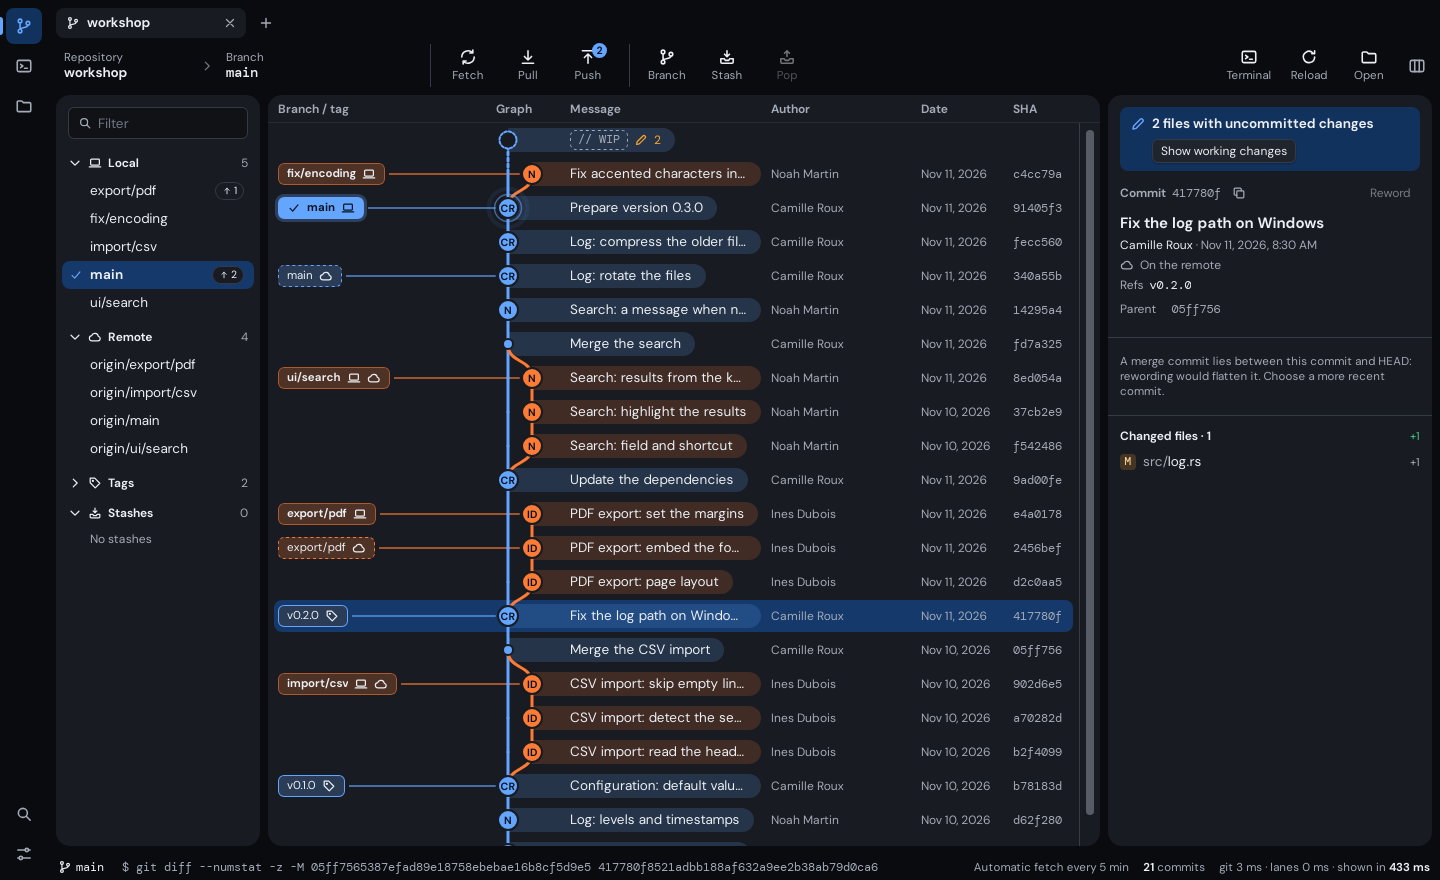 workshop
Repository
workshop
Branch
main
Fetch
Pull
2
Push
Branch
Stash
Pop
Terminal
Reload
Open
Filter
Local 5
export/pdf 1
fix/encoding
import/csv
main 2
ui/search
Remote 4
origin/export/pdf
origin/import/csv
origin/main
origin/ui/search
Tags 2
Stashes 0
No stashes
Branch / tag Graph Message Author Date SHA
// WIP 2
fix/encoding N Fix accented characters in... Noah Martin Nov 11, 2026 c4cc79a
main CR Prepare version 0.3.0 Camille Roux Nov 11, 2026 91405f3
CR Log: compress the older fil... Camille Roux Nov 11, 2026 fecc560
main CR Log: rotate the files Camille Roux Nov 11, 2026 340a55b
N Search: a message when n... Noah Martin Nov 11, 2026 14295a4
Merge the search Camille Roux Nov 11, 2026 fd7a325
ui/search N Search: results from the k... Noah Martin Nov 11, 2026 8ed054a
N Search: highlight the results Noah Martin Nov 10, 2026 37cb2e9
N Search: field and shortcut Noah Martin Nov 10, 2026 f542486
CR Update the dependencies Camille Roux Nov 11, 2026 9ad00fe
export/pdf ID PDF export: set the margins Ines Dubois Nov 11, 2026 e4a0178
export/pdf ID PDF export: embed the fo... Ines Dubois Nov 11, 2026 2456bef
ID PDF export: page layout Ines Dubois Nov 11, 2026 d2c0aa5
v0.2.0 CR Fix the log path on Windo... Camille Roux Nov 11, 2026 417780f
Merge the CSV import Camille Roux Nov 10, 2026 05ff756
import/csv ID CSV import: skip empty lin... Ines Dubois Nov 10, 2026 902d6e5
ID CSV import: detect the se... Ines Dubois Nov 10, 2026 a70282d
ID CSV import: read the head... Ines Dubois Nov 10, 2026 b2f4099
v0.1.0 CR Configuration: default valu... Camille Roux Nov 10, 2026 b78183d
N Log: levels and timestamps Noah Martin Nov 10, 2026 d62f280
2 files with uncommitted changes
Show working changes
Commit 417780f Reword
Fix the log path on Windows
Camille Roux · Nov 11, 2026, 8:30 AM
On the remote
Refs v0.2.0
Parent 05ff756
A merge commit lies between this commit and HEAD:
rewording would flatten it. Choose a more recent
commit.
Changed files · 1 +1
M src/log.rs +1
main $ git diff --numstat -z -M 05ff7565387efad89e18758ebebae16b8cf5d9e5 417780f8521adbb188af632a9ee2b38ab79d0ca6 Automatic fetch every 5 min 21 commits git 3 ms · lanes 0 ms · shown in 433 ms